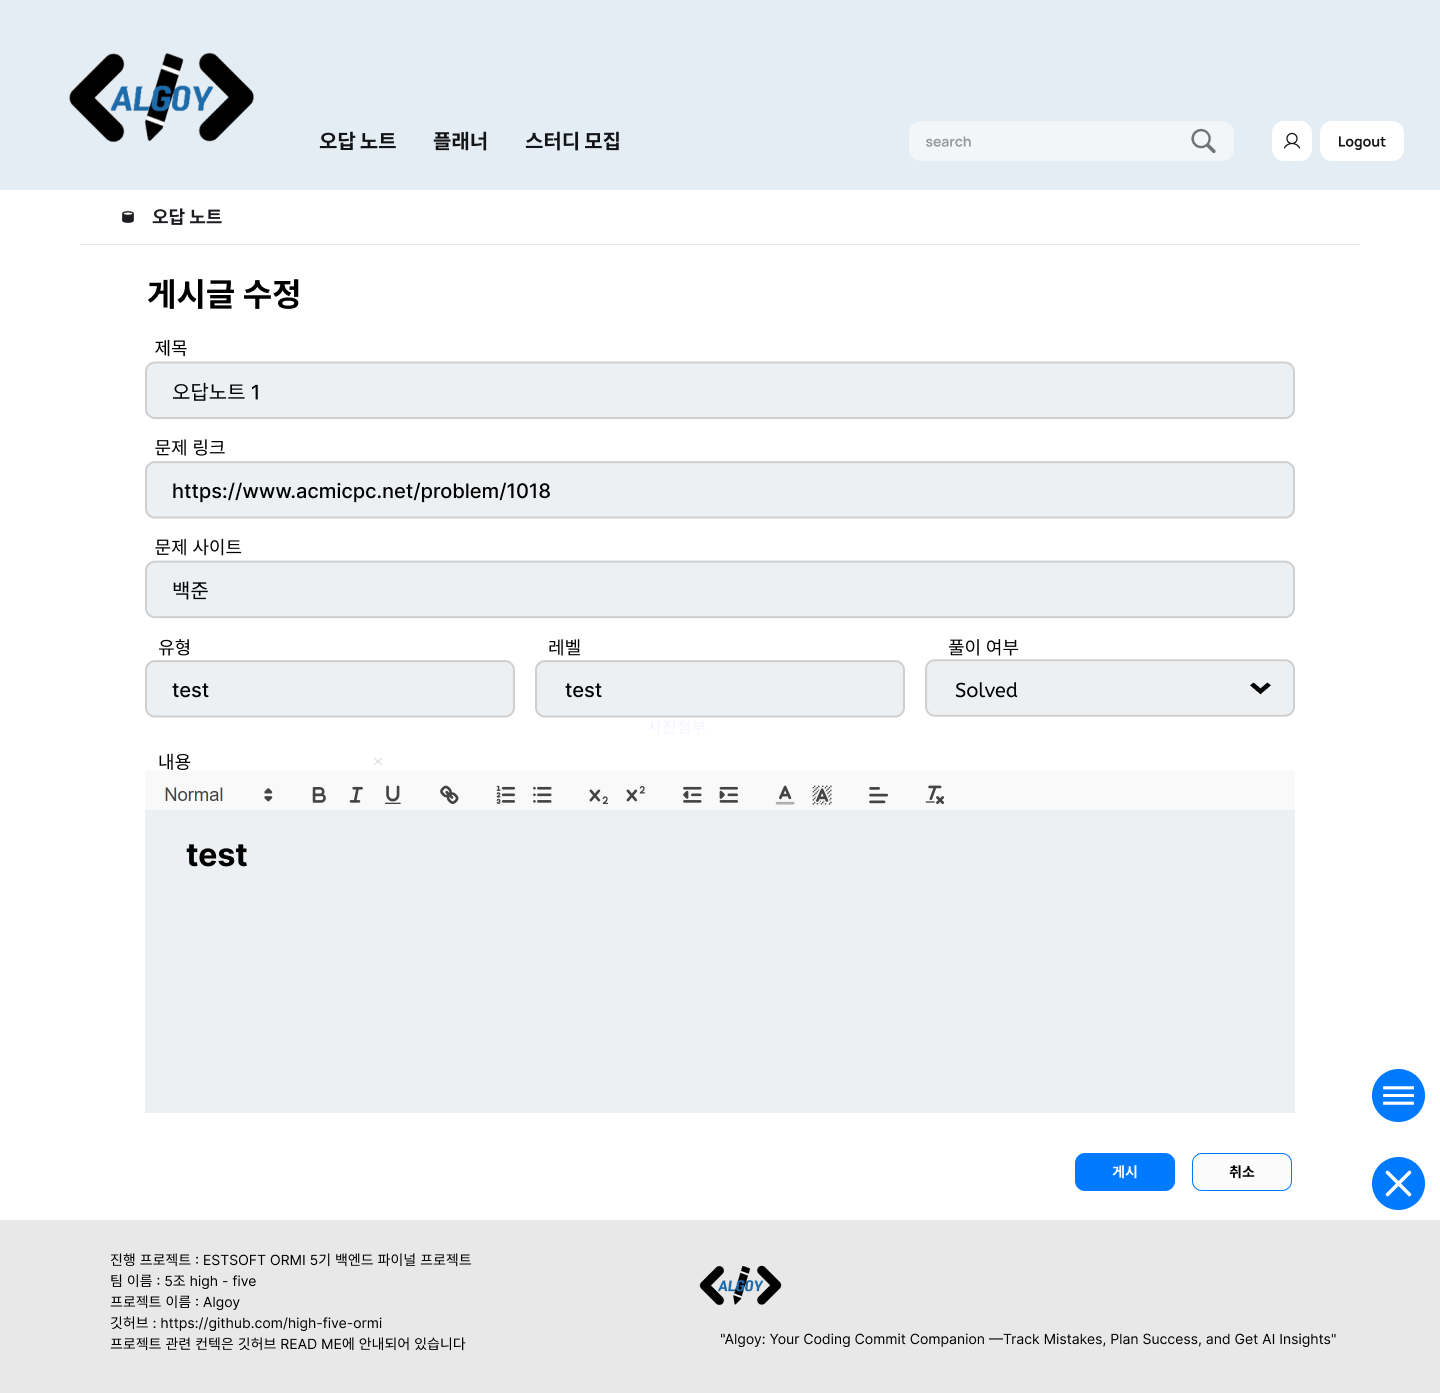 ALGOY
오답 노트 플래너 스터디 모집 search Logout
오답 노트
게시글 수정
제목
오답노트 1
문제 링크
https://www.acmicpc.net/problem/1018
문제 사이트
백준
유형 레벨 풀이 여부
test test Solved
사진첨부
내용
Normal
test
게시 취소
진행 프로젝트 : ESTSOFT ORMI 5기 백엔드 파이널 프로젝트
팀 이름 : 5조 high - five
프로젝트 이름 : Algoy
깃허브 : https://github.com/high-five-ormi
프로젝트 관련 컨텍은 깃허브 READ ME에 안내되어 있습니다
ALGOY
"Algoy: Your Coding Commit Companion —Track Mistakes, Plan Success, and Get AI Insights"